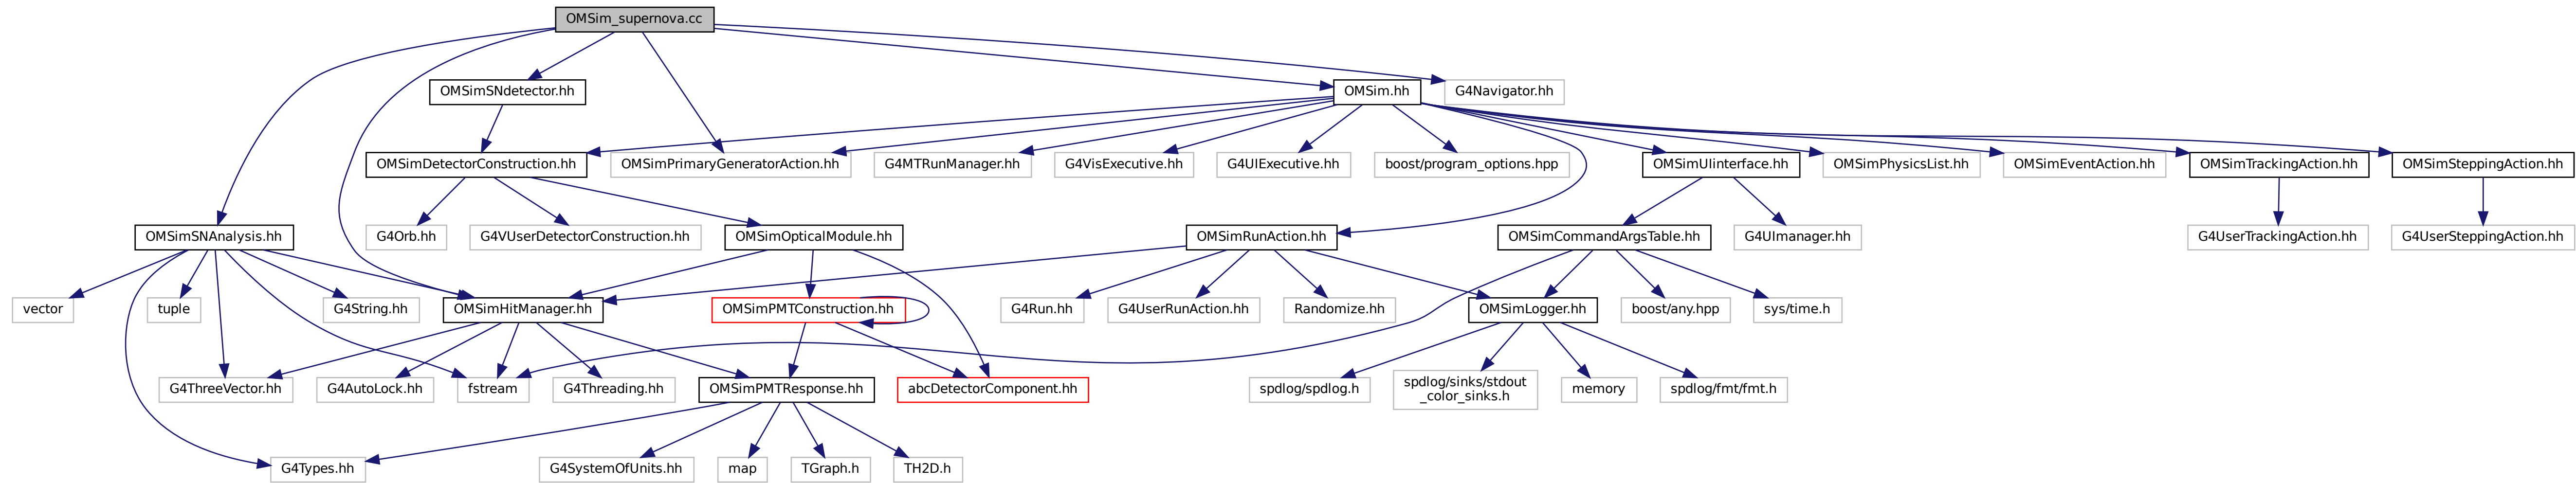 OMSim_supernova.cc
OMSimSNdetector.hh
OMSim.hh
G4Navigator.hh
OMSimDetectorConstruction.hh
OMSimPrimaryGeneratorAction.hh
G4MTRunManager.hh
G4VisExecutive.hh
G4UIExecutive.hh
boost/program_options.hpp
OMSimUIinterface.hh
OMSimPhysicsList.hh
OMSimEventAction.hh
OMSimTrackingAction.hh
OMSimSteppingAction.hh
OMSimSNAnalysis.hh
G4Orb.hh
G4VUserDetectorConstruction.hh
OMSimOpticalModule.hh
OMSimRunAction.hh
OMSimCommandArgsTable.hh
G4UImanager.hh
G4UserTrackingAction.hh
G4UserSteppingAction.hh
vector
tuple
G4String.hh
OMSimHitManager.hh
OMSimPMTConstruction.hh
G4Run.hh
G4UserRunAction.hh
Randomize.hh
OMSimLogger.hh
boost/any.hpp
sys/time.h
G4ThreeVector.hh
G4AutoLock.hh
fstream
G4Threading.hh
OMSimPMTResponse.hh
abcDetectorComponent.hh
spdlog/spdlog.h
spdlog/sinks/stdout
_color_sinks.h
memory
spdlog/fmt/fmt.h
G4Types.hh
G4SystemOfUnits.hh
map
TGraph.h
TH2D.h